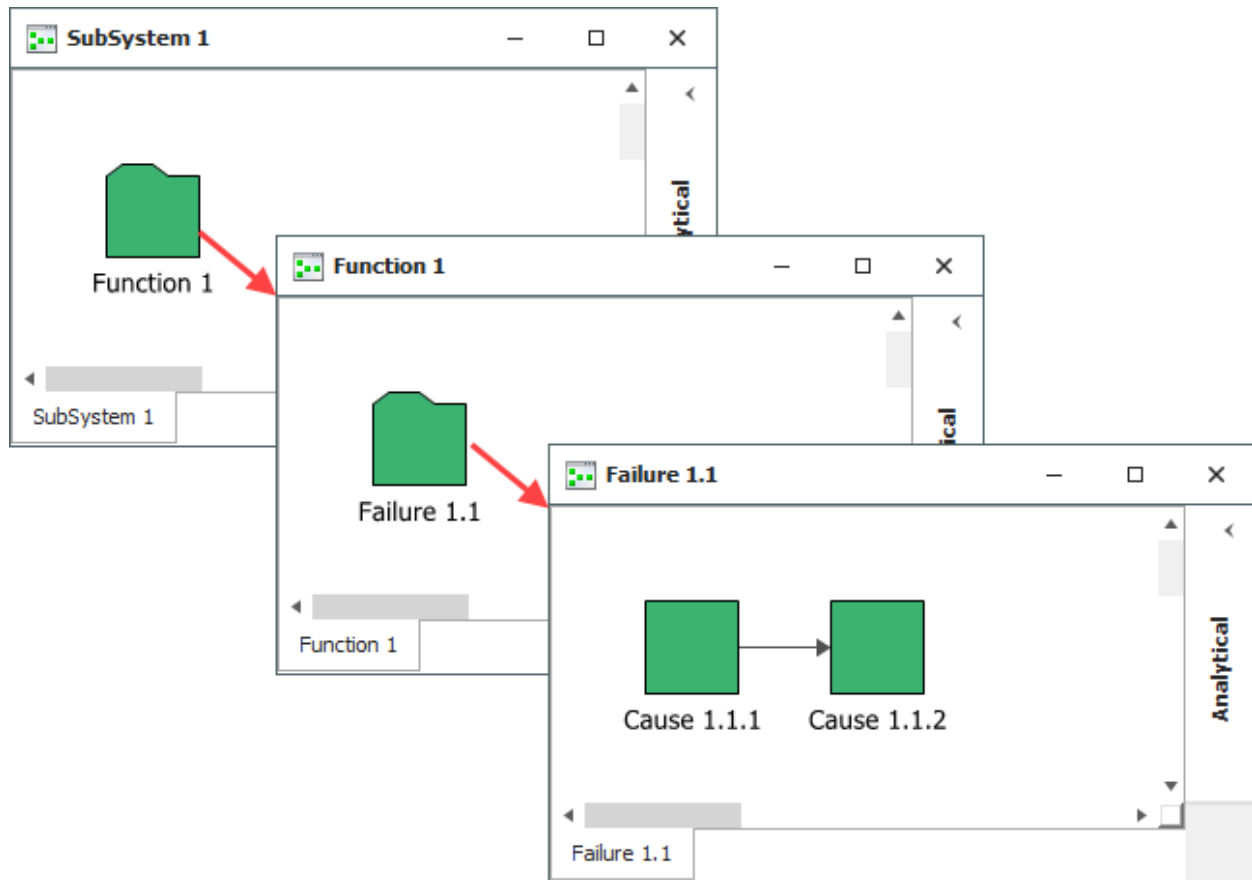 SubSystem 1
Function 1
SubSystem 1
Function 1
Failure 1.1
Function 1
Failure 1.1
Cause 1.1.1 Cause 1.1.2
Analytical
Failure 1.1